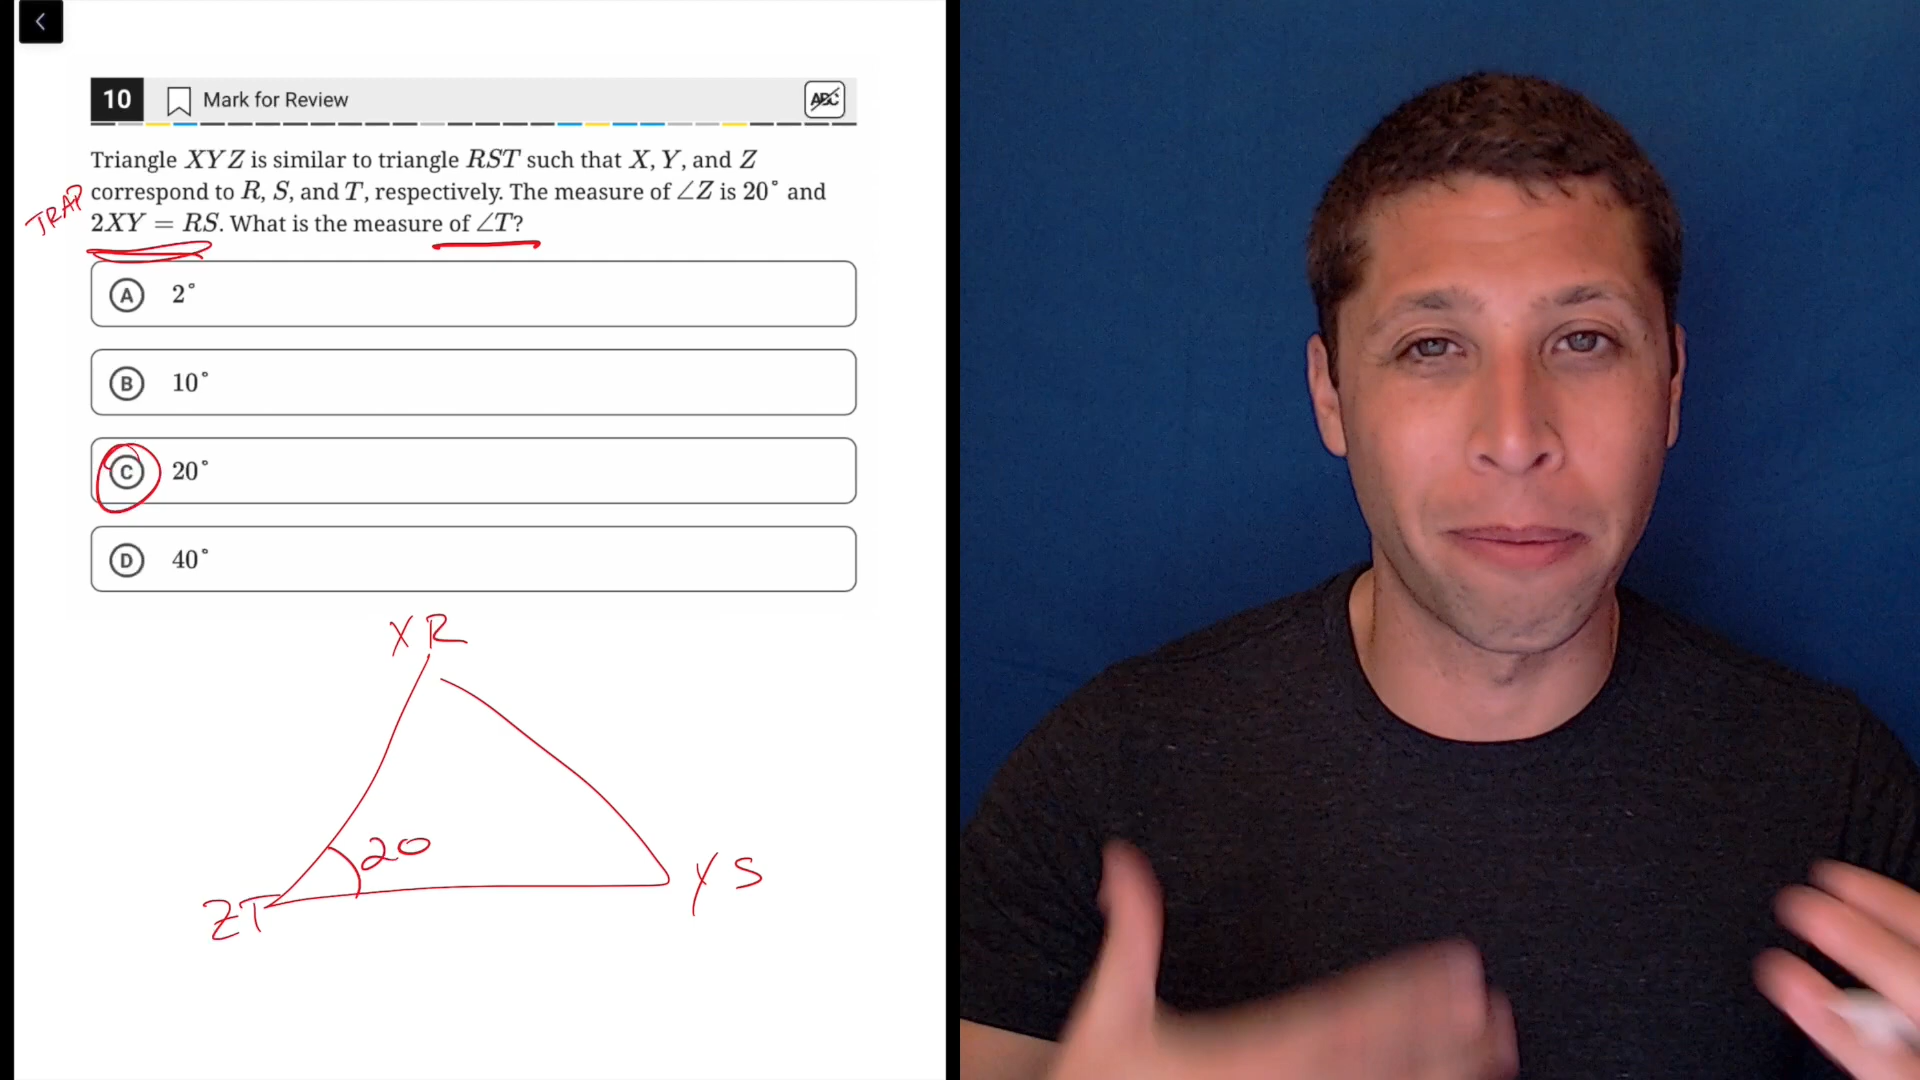 10 Mark for Review ABC
Triangle XYZ is similar to triangle RST such that X, Y, and Z
TRAP correspond to R, S, and T, respectively. The measure of ∠Z is 20° and
2XY = RS. What is the measure of ∠T?
A 2°
B 10°
C 20°
D 40°
X R
20
ZT
Y S